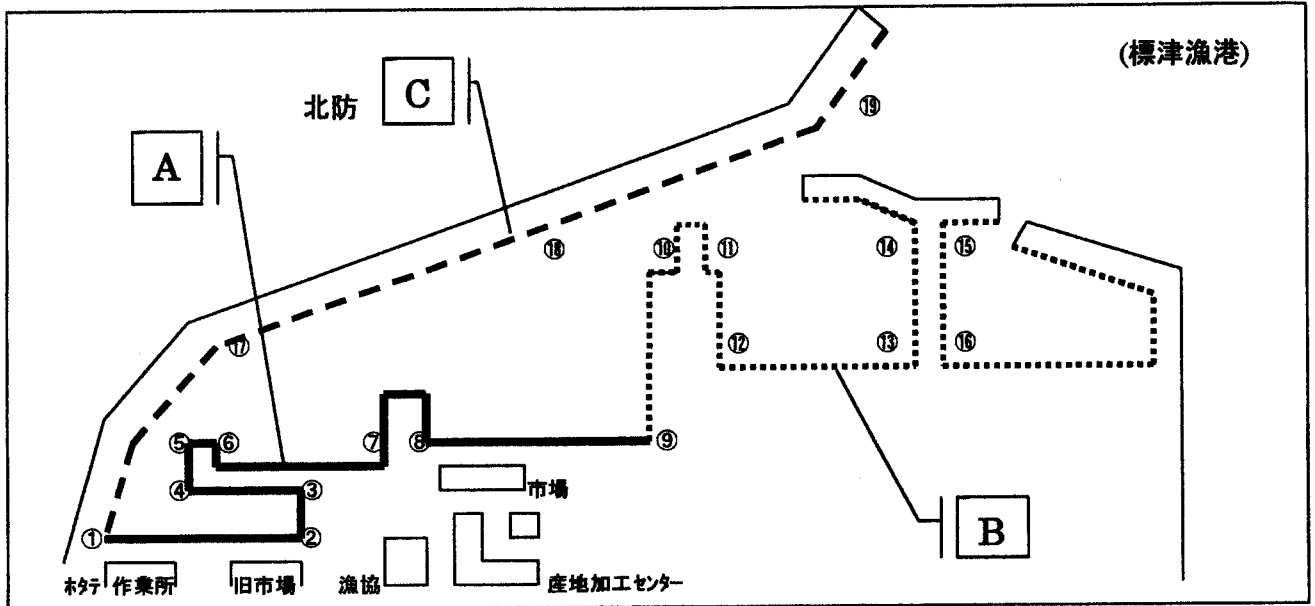 (標津漁港)
C
北防
⑲
A
⑱
⑩
⑪
⑭
⑮
⑰
⑫
⑬
⑯
⑤
⑥
⑦
⑧
⑨
④
③
市場
①
②
B
ホタテ 作業所
旧市場
漁協
産地加工センター